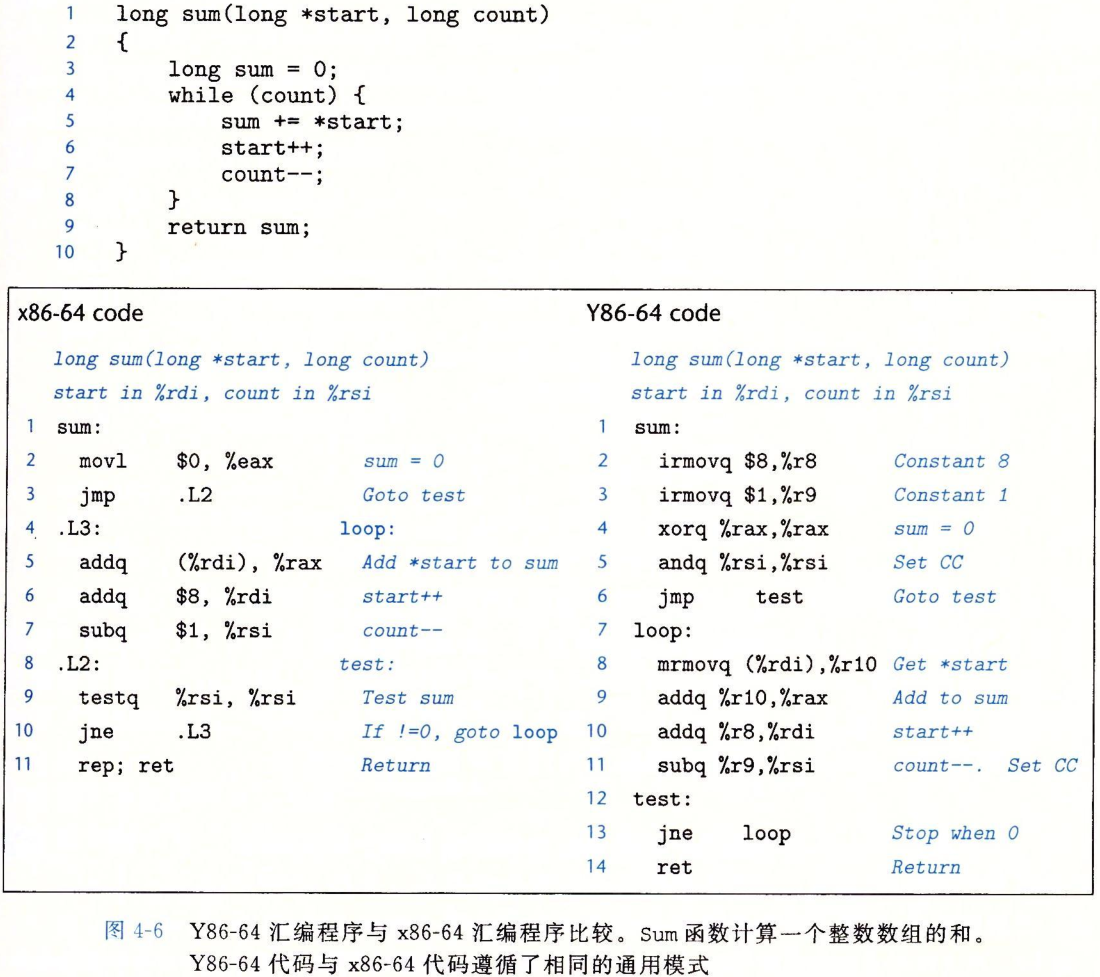 1 long sum(long *start, long count)
2 {
3 long sum = 0;
4 while (count) {
5 sum += *start;
6 start++;
7 count--;
8 }
9 return sum;
10 }
x86-64 code
long sum(long *start, long count)
start in %rdi, count in %rsi
1 sum:
2 movl $0, %eax sum = 0
3 jmp .L2 Goto test
4 .L3: loop:
5 addq (%rdi), %rax Add *start to sum
6 addq $8, %rdi start++
7 subq $1, %rsi count--
8 .L2: test:
9 testq %rsi, %rsi Test sum
10 jne .L3 If !=0, goto loop
11 rep; ret Return
Y86-64 code
long sum(long *start, long count)
start in %rdi, count in %rsi
1 sum:
2 irmovq $8,%r8 Constant 8
3 irmovq $1,%r9 Constant 1
4 xorq %rax,%rax sum = 0
5 andq %rsi,%rsi Set CC
6 jmp test Goto test
7 loop:
8 mrmovq (%rdi),%r10 Get *start
9 addq %r10,%rax Add to sum
10 addq %r8,%rdi start++
11 subq %r9,%rsi count--. Set CC
12 test:
13 jne loop Stop when 0
14 ret Return
图 4-6 Y86-64 汇编程序与 x86-64 汇编程序比较。Sum 函数计算一个整数数组的和。
Y86-64 代码与 x86-64 代码遵循了相同的通用模式